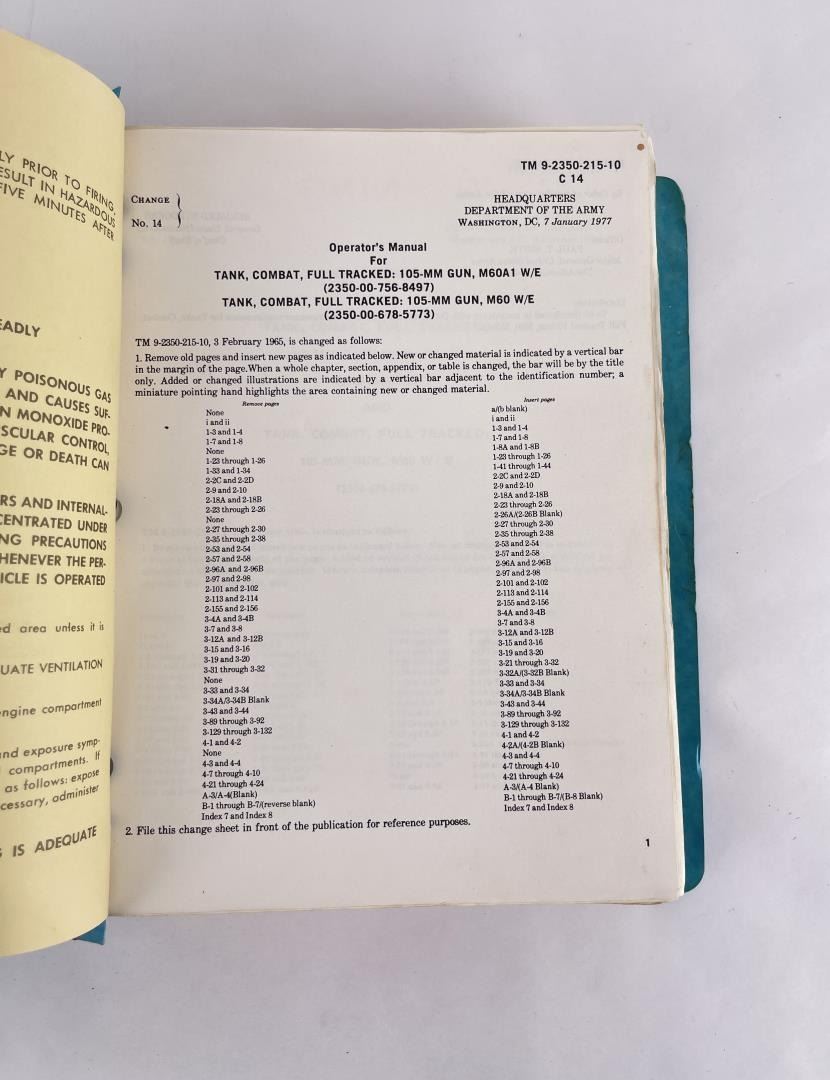 LY PRIOR TO FIRING,
ESULT IN HAZARDOUS
FIVE MINUTES AFTER
EADLY
Y POISONOUS GAS
AND CAUSES SUF-
N MONOXIDE PRO-
SCULAR CONTROL,
GE OR DEATH CAN
RS AND INTERNAL-
CENTRATED UNDER
NG PRECAUTIONS
HENEVER THE PER-
ICLE IS OPERATED
ed area unless it is
UATE VENTILATION
engine compartment
and exposure symp-
compartments. If
as follows: expose
cessary, administer
IS ADEQUATE
TM 9-2350-215-10
C 14
CHANGE
No. 14
HEADQUARTERS
DEPARTMENT OF THE ARMY
WASHINGTON, DC, 7 January 1977
Operator's Manual
For
TANK, COMBAT, FULL TRACKED: 105-MM GUN, M60A1 W/E
(2350-00-756-8497)
TANK, COMBAT, FULL TRACKED: 105-MM GUN, M60 W/E
(2350-00-678-5773)
TM 9-2350-215-10, 3 February 1965, is changed as follows:
1. Remove old pages and insert new pages as indicated below. New or changed material is indicated by a vertical bar
in the margin of the page.When a whole chapter, section, appendix, or table is changed, the bar will be by the title
only. Added or changed illustrations are indicated by a vertical bar adjacent to the identification number; a
miniature pointing hand highlights the area containing new or changed material.
Remove pages
None
i and ii
1-3 and 1-4
1-7 and 1-8
None
1-23 through 1-26
1-33 and 1-34
2-2C and 2-2D
2-9 and 2-10
2-18A and 2-18B
2-23 through 2-26
None
2-27 through 2-30
2-35 through 2-38
2-53 and 2-54
2-57 and 2-58
2-96A and 2-96B
2-97 and 2-98
2-101 and 2-102
2-113 and 2-114
2-155 and 2-156
3-4A and 3-4B
3-7 and 3-8
3-12A and 3-12B
3-15 and 3-16
3-19 and 3-20
3-31 through 3-32
None
3-33 and 3-34
3-34A/3-34B Blank
3-43 and 3-44
3-89 through 3-92
3-129 through 3-132
4-1 and 4-2
None
4-3 and 4-4
4-7 through 4-10
4-21 through 4-24
A-3/A-4(Blank)
B-1 through B-7/(reverse blank)
Index 7 and Index 8
Insert pages
a/(b blank)
i and ii
1-3 and 1-4
1-7 and 1-8
1-8A and 1-8B
1-23 through 1-26
1-41 through 1-44
2-2C and 2-2D
2-9 and 2-10
2-18A and 2-18B
2-23 through 2-26
2-26A/(2-26B Blank)
2-27 through 2-30
2-35 through 2-38
2-53 and 2-54
2-57 and 2-58
2-96A and 2-96B
2-97 and 2-98
2-101 and 2-102
2-113 and 2-114
2-155 and 2-156
3-4A and 3-4B
3-7 and 3-8
3-12A and 3-12B
3-15 and 3-16
3-19 and 3-20
3-21 through 3-32
3-32A/(3-32B Blank)
3-33 and 3-34
3-34A/3-34B Blank
3-43 and 3-44
3-89 through 3-92
3-129 through 3-132
4-1 and 4-2
4-2A/(4-2B Blank)
4-3 and 4-4
4-7 through 4-10
4-21 through 4-24
A-3/(A-4 Blank)
B-1 through B-7/(B-8 Blank)
Index 7 and Index 8
2. File this change sheet in front of the publication for reference purposes.
1